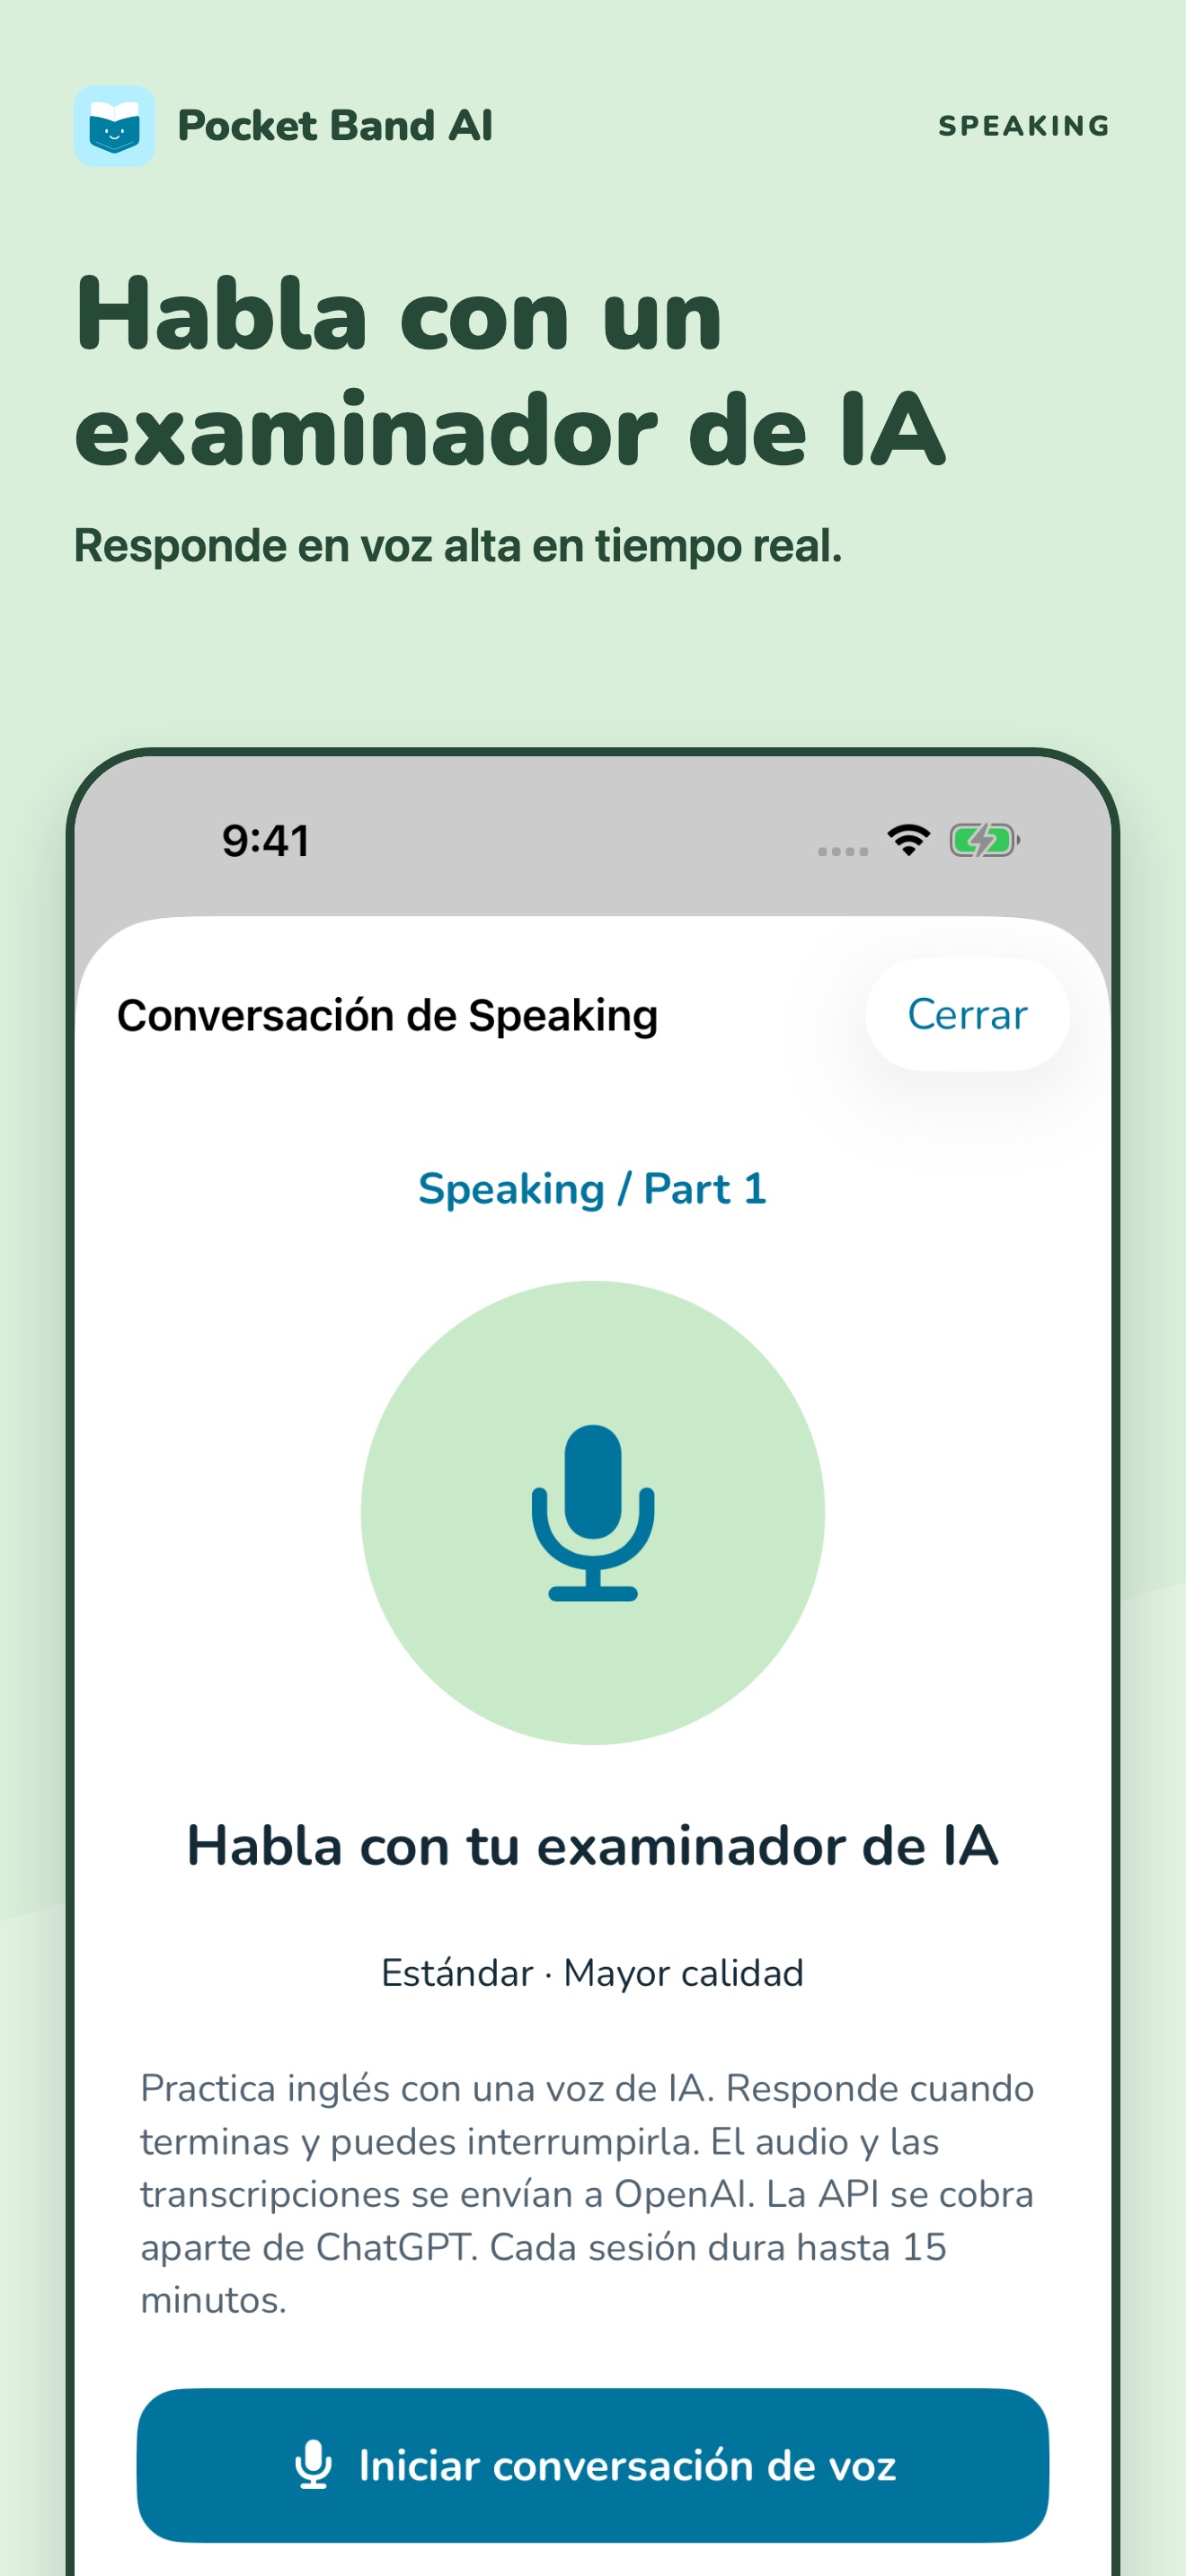 Pocket Band AI
SPEAKING
Habla con un
examinador de IA
Responde en voz alta en tiempo real.
9:41
Conversación de Speaking
Cerrar
Speaking / Part 1
Habla con tu examinador de IA
Estándar · Mayor calidad
Practica inglés con una voz de IA. Responde cuando
terminas y puedes interrumpirla. El audio y las
transcripciones se envían a OpenAI. La API se cobra
aparte de ChatGPT. Cada sesión dura hasta 15
minutos.
Iniciar conversación de voz